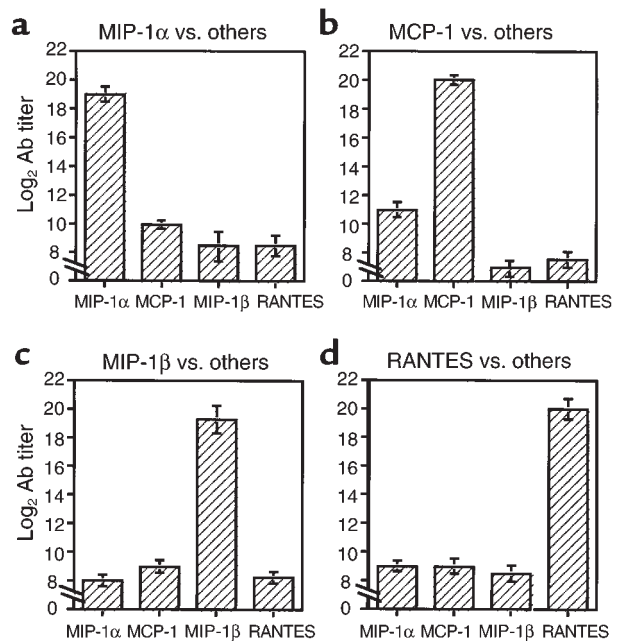 a
MIP-1α vs. others
Log₂ Ab titer
22
20
18
16
14
12
10
8
0
MIP-1α MCP-1 MIP-1β RANTES
b
MCP-1 vs. others
22
20
18
16
14
12
10
8
0
MIP-1α MCP-1 MIP-1β RANTES
c
MIP-1β vs. others
Log₂ Ab titer
22
20
18
16
14
12
10
8
0
MIP-1α MCP-1 MIP-1β RANTES
d
RANTES vs. others
22
20
18
16
14
12
10
8
0
MIP-1α MCP-1 MIP-1β RANTES